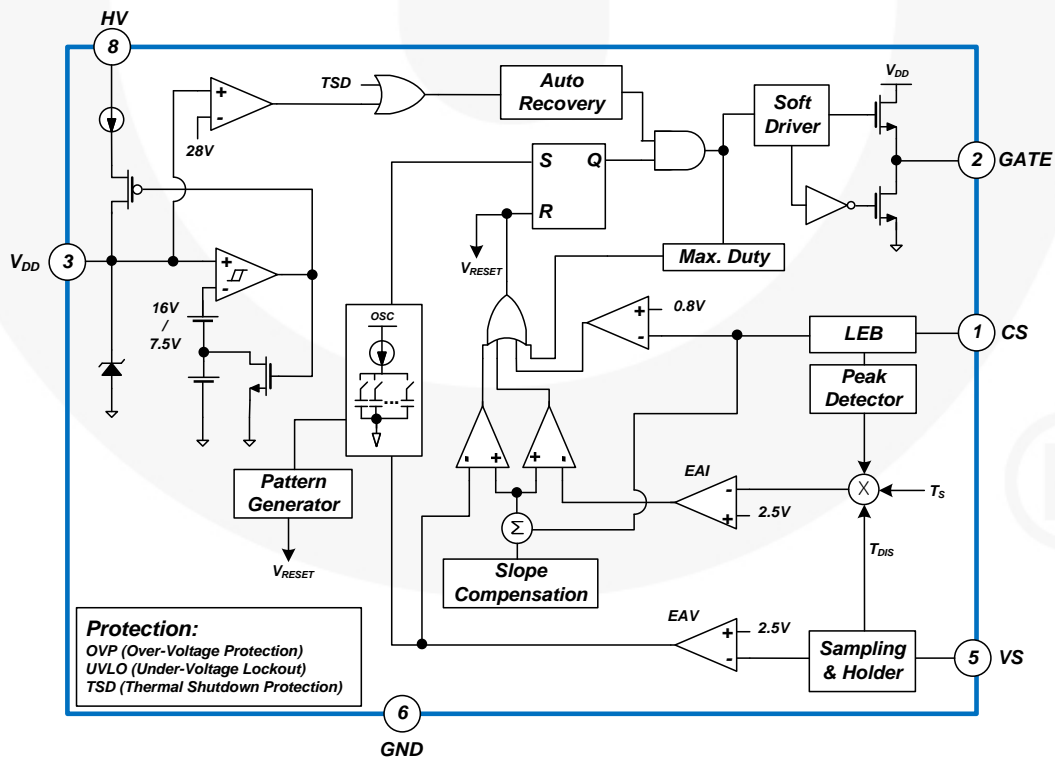 HV
8
TSD
Auto
Recovery
V_DD
Soft
Driver
+
-
28V
S
Q
R
2
GATE
V_DD
3
+
-
V_RESET
Max. Duty
16V
/
7.5V
OSC
...
+
-
0.8V
LEB
1
CS
Peak
Detector
-
+
+
-
EAI
-
+
2.5V
X
T_S
Pattern
Generator
Σ
T_DIS
V_RESET
Slope
Compensation
EAV
+
-
2.5V
Sampling
& Holder
5
VS
Protection:
OVP (Over-Voltage Protection)
UVLO (Under-Voltage Lockout)
TSD (Thermal Shutdown Protection)
6
GND